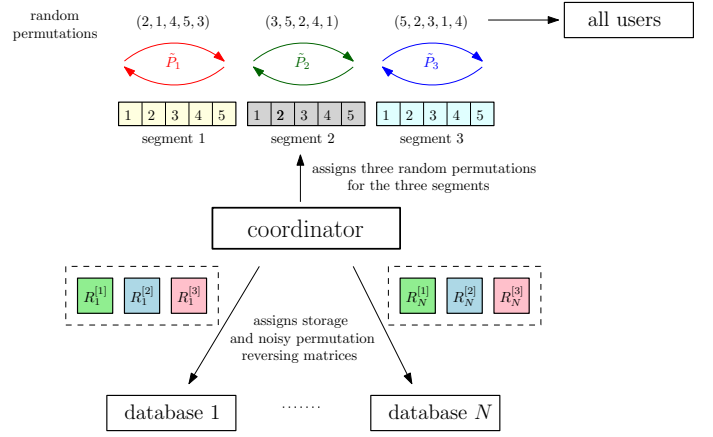 random permutations
(2, 1, 4, 5, 3)
(3, 5, 2, 4, 1)
(5, 2, 3, 1, 4)
all users
P̃₁
P̃₂
P̃₃
1 2 3 4 5
1 2 3 4 5
1 2 3 4 5
segment 1
segment 2
segment 3
assigns three random permutations
for the three segments
coordinator
R₁^[1] R₁^[2] R₁^[3]
R_N^[1] R_N^[2] R_N^[3]
assigns storage
and noisy permutation
reversing matrices
database 1
.......
database N